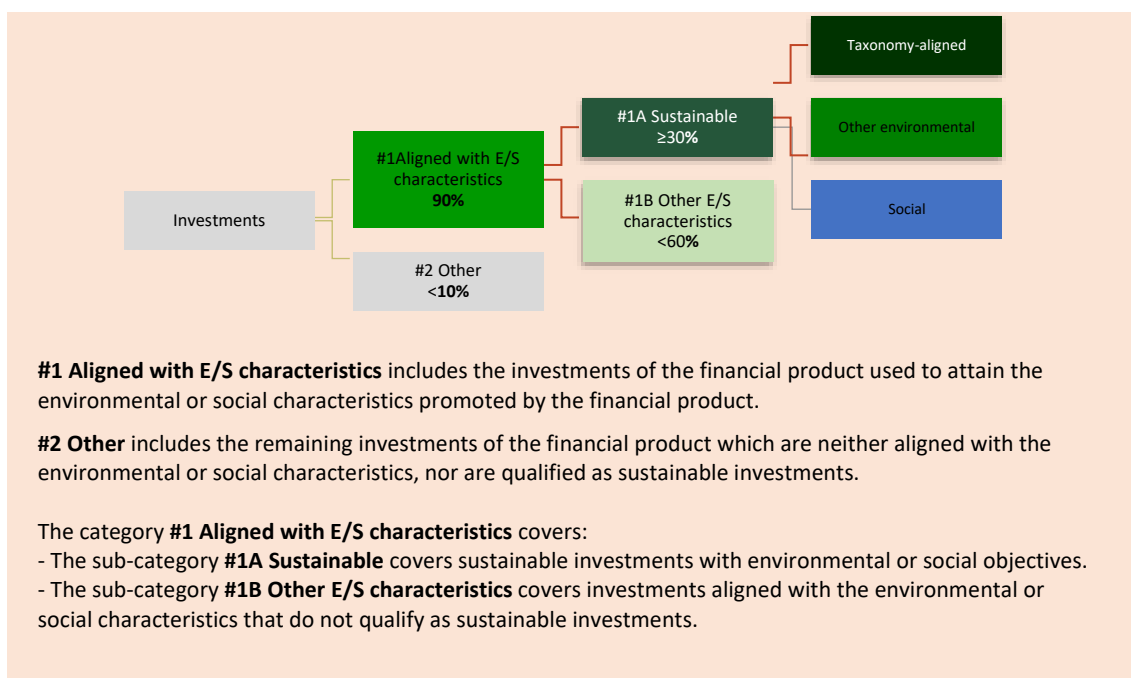 Taxonomy-aligned
#1A Sustainable
≥30%
Other environmental
#1Aligned with E/S
characteristics
90%
#1B Other E/S
characteristics
<60%
Investments
Social
#2 Other
<10%
#1 Aligned with E/S characteristics includes the investments of the financial product used to attain the
environmental or social characteristics promoted by the financial product.
#2 Other includes the remaining investments of the financial product which are neither aligned with the
environmental or social characteristics, nor are qualified as sustainable investments.
The category #1 Aligned with E/S characteristics covers:
- The sub-category #1A Sustainable covers sustainable investments with environmental or social objectives.
- The sub-category #1B Other E/S characteristics covers investments aligned with the environmental or
social characteristics that do not qualify as sustainable investments.